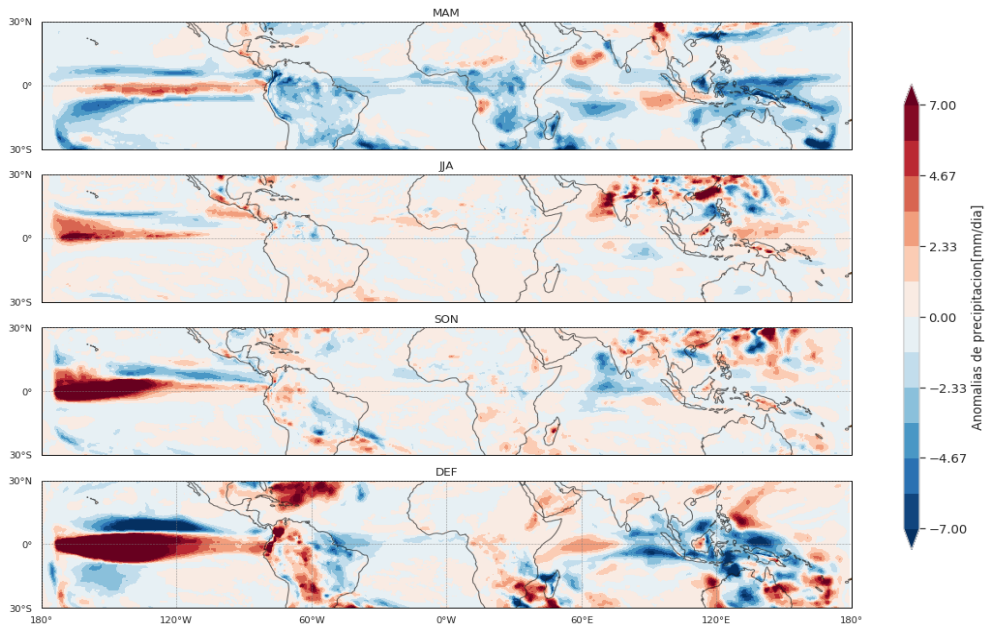 MAM
30°N
0°
30°S
JJA
30°N
0°
30°S
SON
30°N
0°
30°S
DEF
30°N
0°
30°S
180°
120°W
60°W
0°W
60°E
120°E
180°
7.00
4.67
2.33
0.00
−2.33
−4.67
−7.00
Anomalias de precipitacion[mm/dia]